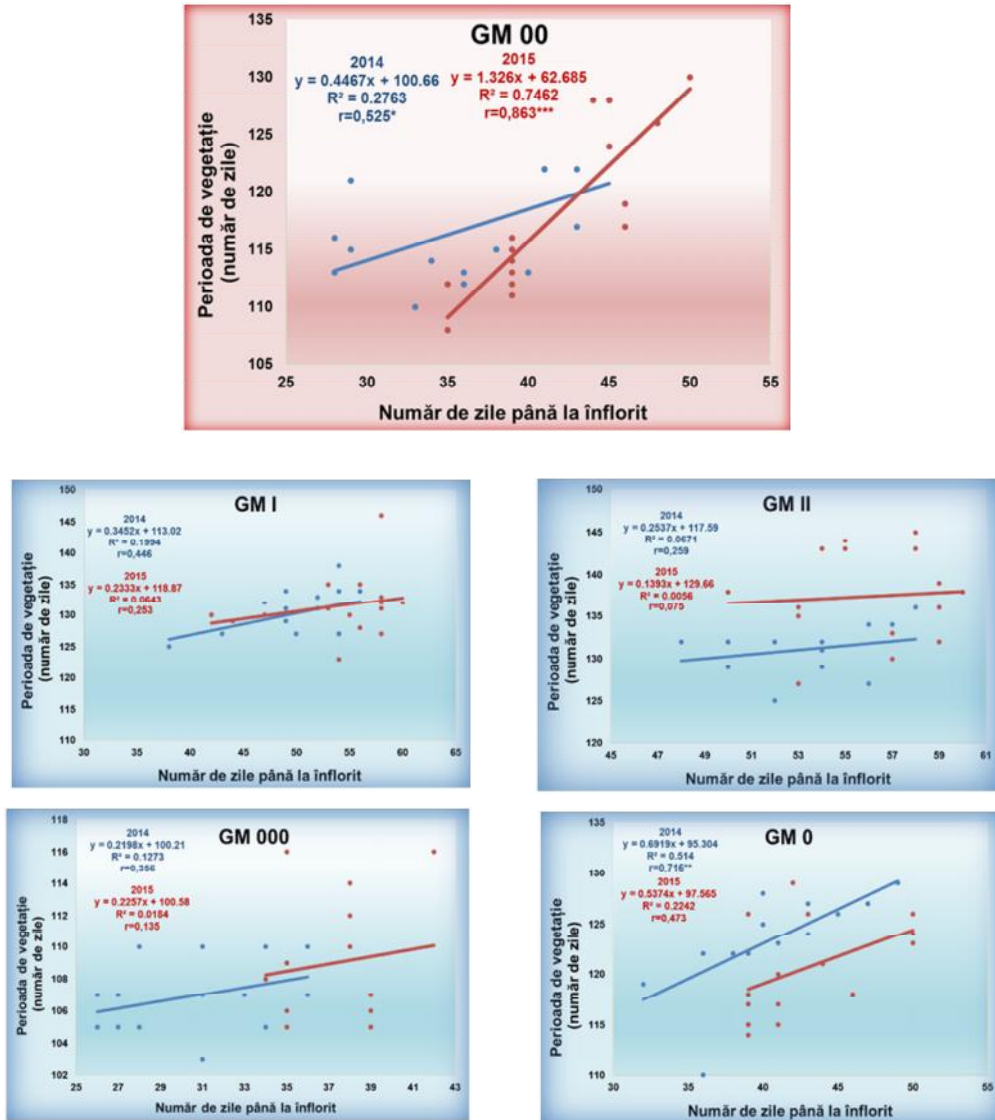 GM 00
2014
y = 0.4467x + 100.66
R² = 0.2763
r=0,525*
2015
y = 1.326x + 62.685
R² = 0.7462
r=0,863***
Perioada de vegetație
(număr de zile)
135
130
125
120
115
110
105
25 30 35 40 45 50 55
Număr de zile până la înflorit
GM I
2014
y = 0.3452x + 113.02
R² = 0.1994
r=0,446
2015
y = 0.2333x + 118.87
R² = 0.0643
r=0,253
Perioada de vegetație
(număr de zile)
150
145
140
135
130
125
120
115
110
30 35 40 45 50 55 60 65
Număr de zile până la înflorit
GM II
2014
y = 0.2537x + 117.59
R² = 0.0671
r=0,259
2015
y = 0.1393x + 129.66
R² = 0.0056
r=0,075
Perioada de vegetație
(număr de zile)
150
145
140
135
130
125
120
45 47 49 51 53 55 57 59 61
Număr de zile până la înflorit
GM 000
2014
y = 0.2198x + 100.21
R² = 0.1273
r=0,356
2015
y = 0.2257x + 100.58
R² = 0.0184
r=0,135
Perioada de vegetație
(număr de zile)
118
116
114
112
110
108
106
104
102
25 27 29 31 33 35 37 39 41 43
Număr de zile până la înflorit
GM 0
2014
y = 0.6919x + 95.304
R² = 0.514
r=0.716**
2015
y = 0.5374x + 97.565
R² = 0.2242
r=0,473
Perioada de vegetație
(număr de zile)
135
130
125
120
115
110
30 35 40 45 50 55
Număr de zile până la înflorit